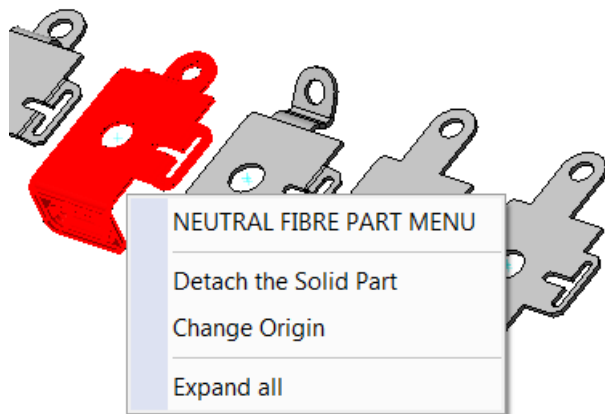 NEUTRAL FIBRE PART MENU
Detach the Solid Part
Change Origin
Expand all